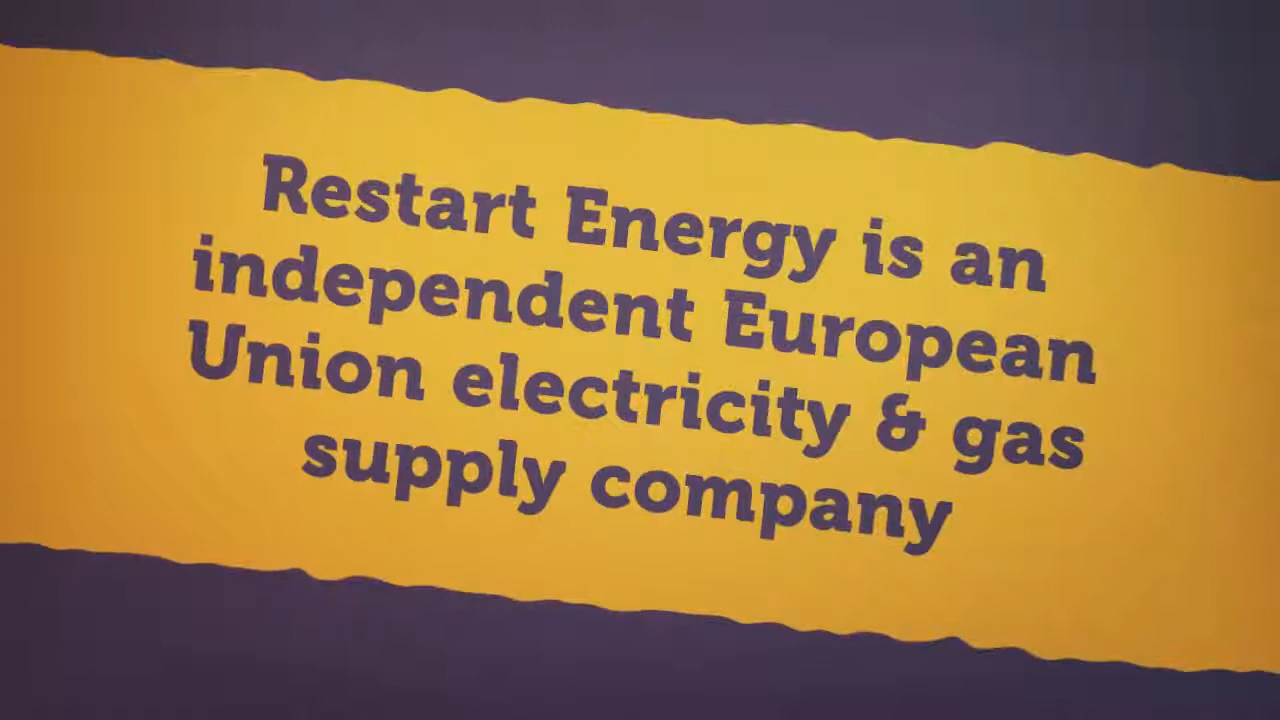 Restart Energy is an
independent European
Union electricity & gas
supply company